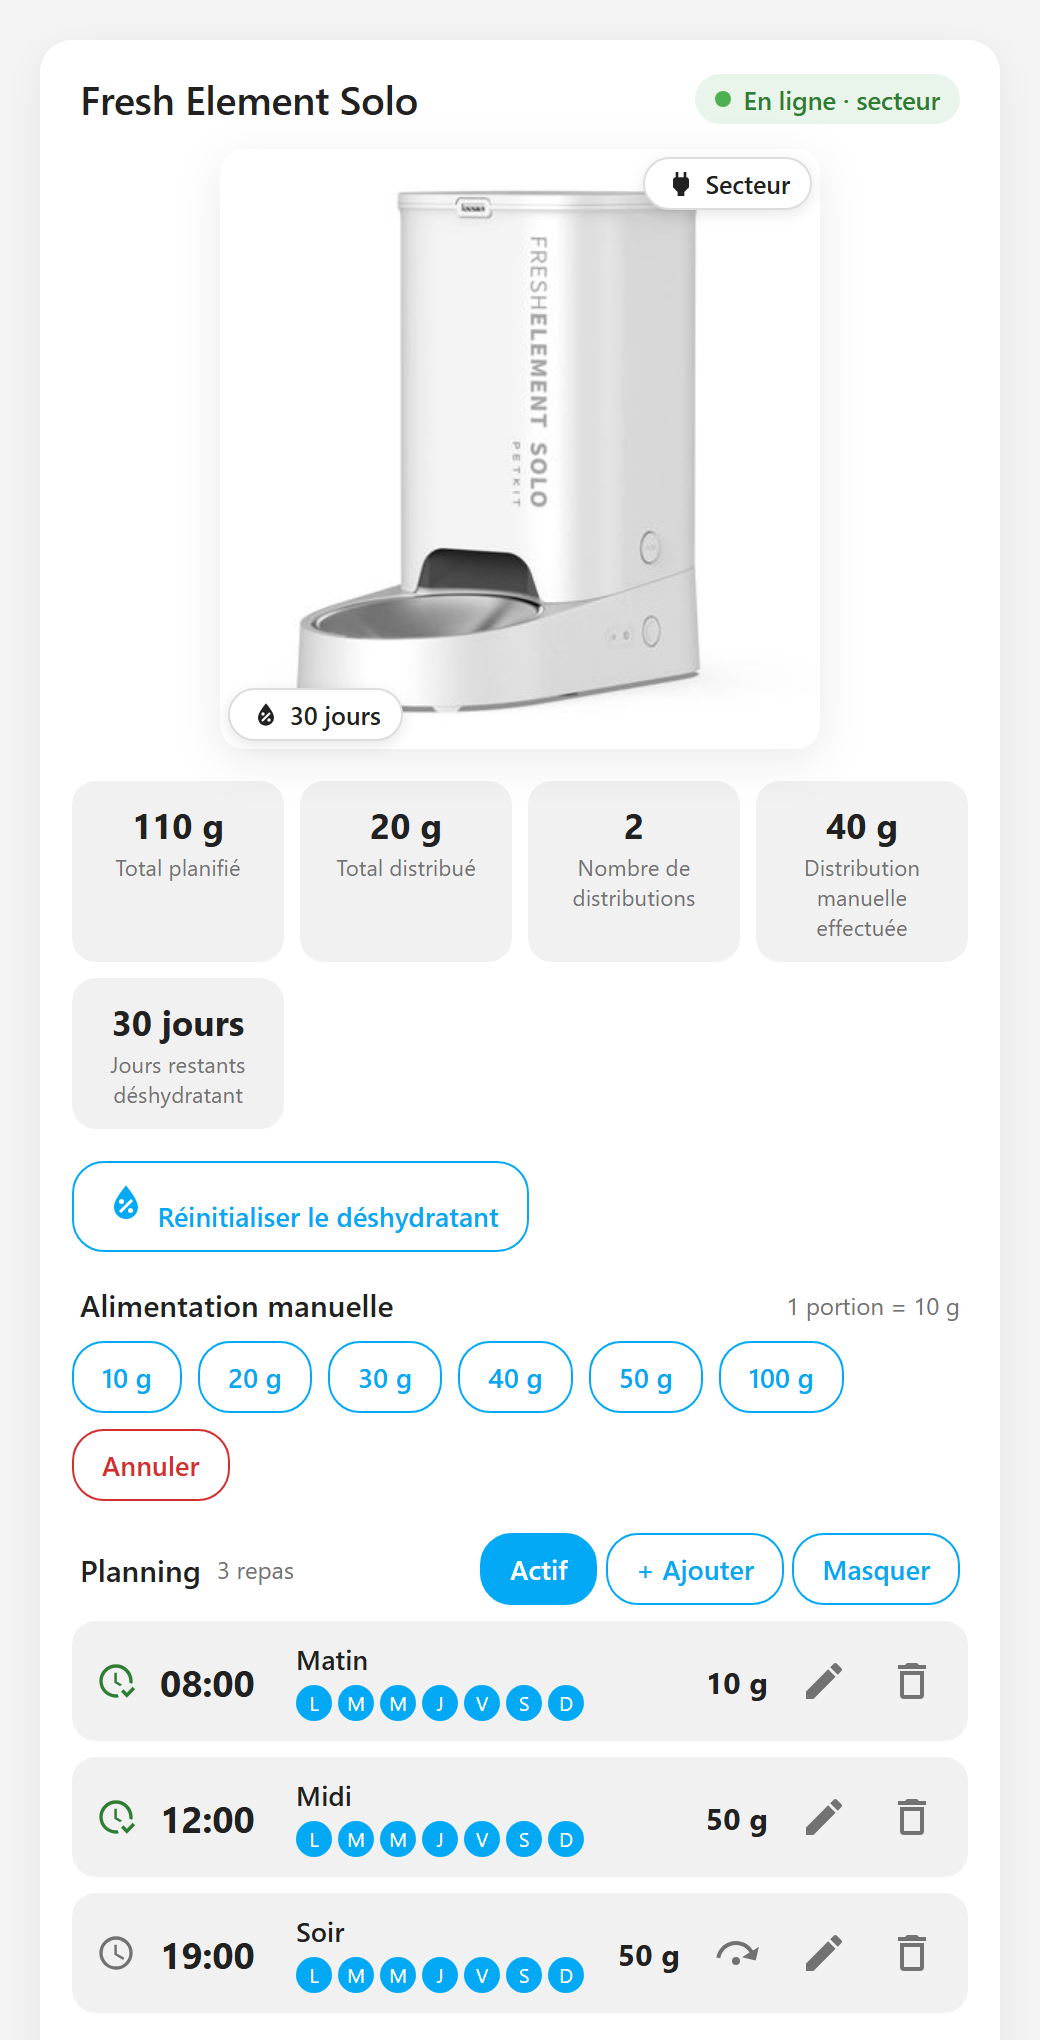 Fresh Element Solo
En ligne · secteur
Secteur
FRESHELEMENT SOLO
PETKIT
30 jours
110 g
Total planifié
20 g
Total distribué
2
Nombre de
distributions
40 g
Distribution
manuelle
effectuée
30 jours
Jours restants
déshydratant
Réinitialiser le déshydratant
Alimentation manuelle
1 portion = 10 g
10 g
20 g
30 g
40 g
50 g
100 g
Annuler
Planning 3 repas
Actif
+ Ajouter
Masquer
08:00
Matin
L M M J V S D
10 g
12:00
Midi
L M M J V S D
50 g
19:00
Soir
L M M J V S D
50 g